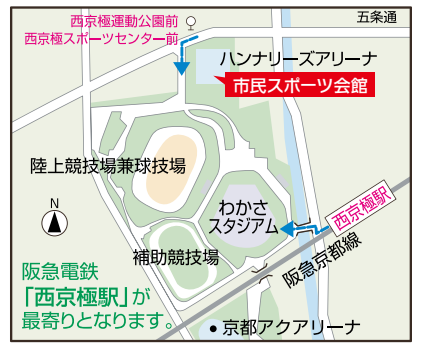 西京極運動公園前
西京極スポーツセンター前
五条通
ハンナリーズアリーナ
市民スポーツ会館
陸上競技場兼球技場
N
わかさ
スタジアム
西京極駅
補助競技場
阪急京都線
阪急電鉄
「西京極駅」が
最寄りとなります。
京都アクアリーナ